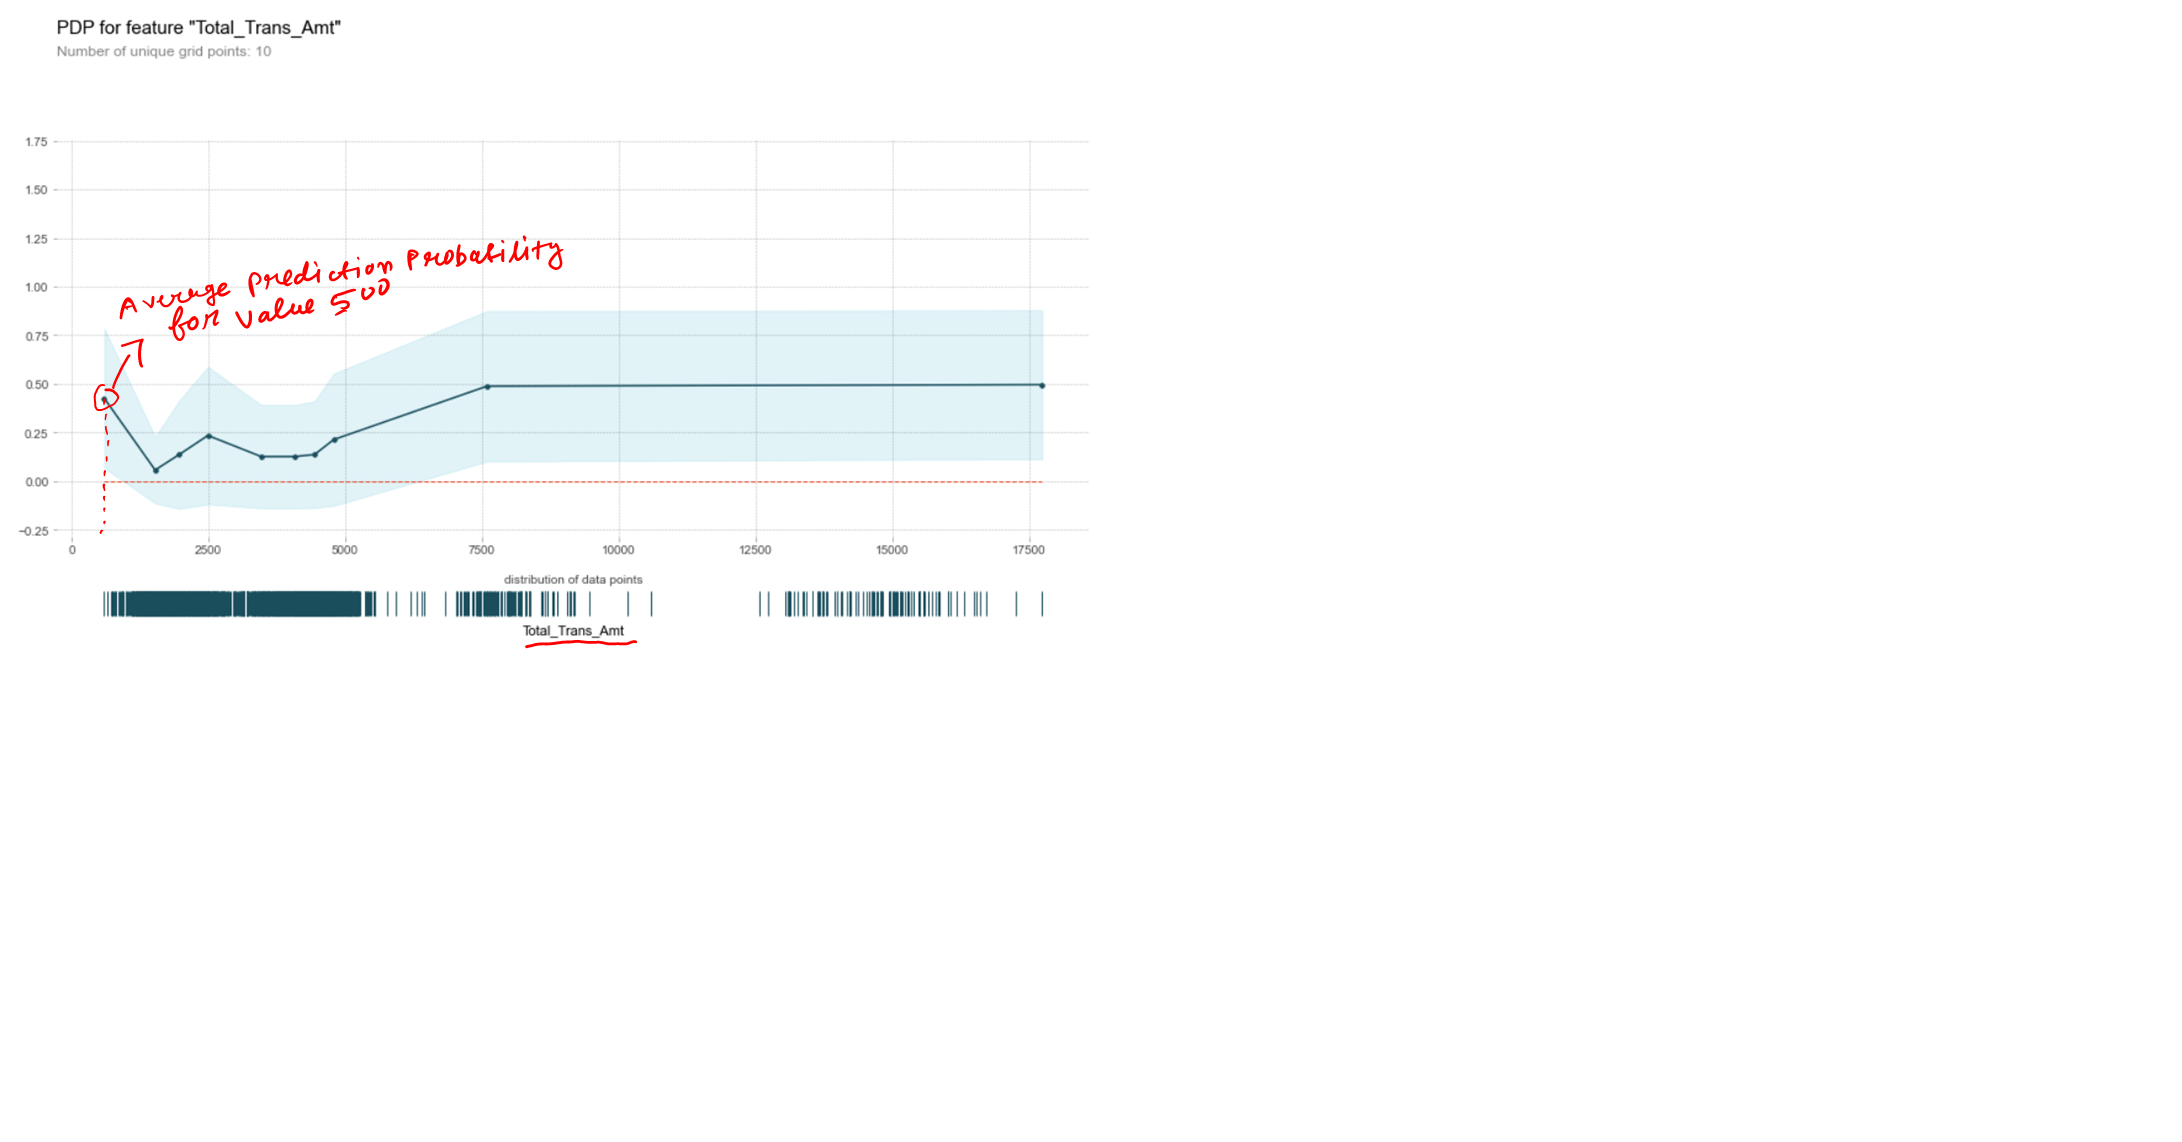 PDP for feature "Total_Trans_Amt"
Number of unique grid points: 10
1.75
1.50
1.25
1.00
0.75
0.50
0.25
0.00
−0.25
Average prediction probability
for value 500
0 2500 5000 7500 10000 12500 15000 17500
distribution of data points
Total_Trans_Amt